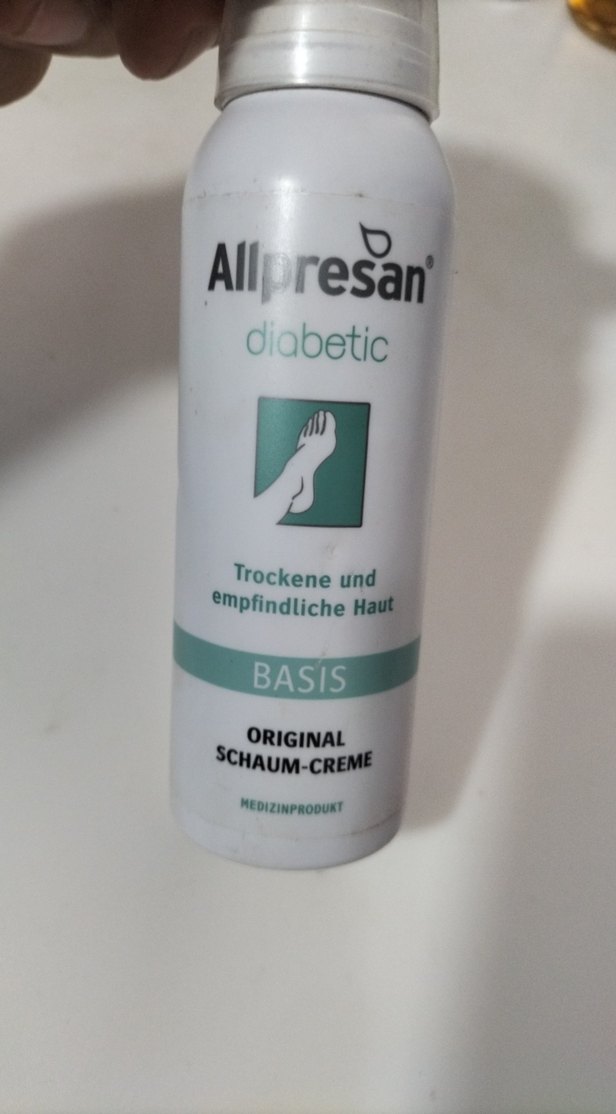 Allpresan®
diabetic
Trockene und
empfindliche Haut
BASIS
ORIGINAL
SCHAUM-CREME
MEDIZINPRODUKT